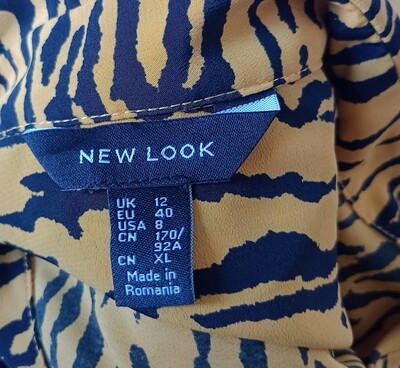 NEW LOOK
UK 12
EU 40
USA 8
CN 170/
92A
CN XL
Made in
Romania